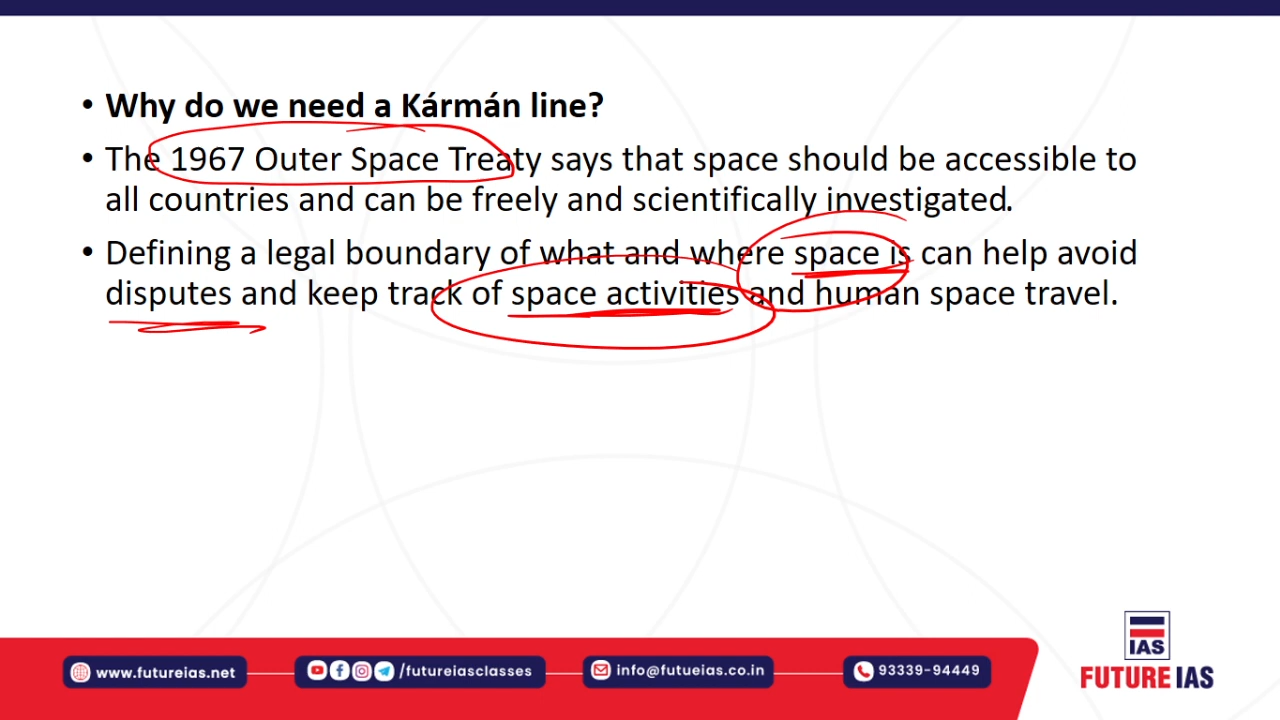 • Why do we need a Kármán line?
• The 1967 Outer Space Treaty says that space should be accessible to
all countries and can be freely and scientifically investigated.
• Defining a legal boundary of what and where space is can help avoid
disputes and keep track of space activities and human space travel.
IAS
FUTURE IAS
www.futureias.net
/futureiasclasses
info@futueias.co.in
93339-94449